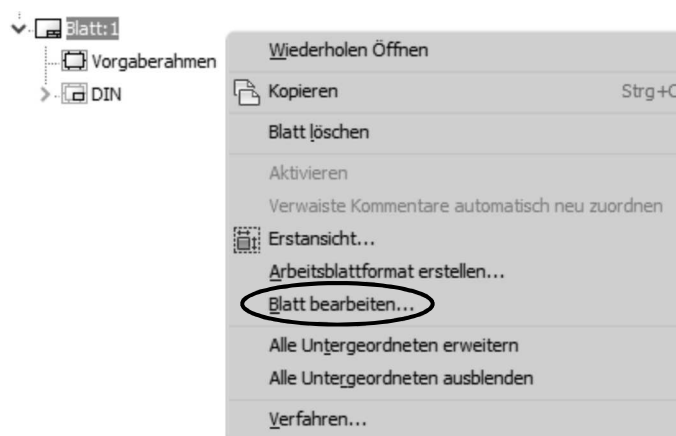 Blatt:1
Vorgaberahmen
DIN
Wiederholen Öffnen
Kopieren Strg+C
Blatt löschen
Aktivieren
Verwaiste Kommentare automatisch neu zuordnen
Erstansicht...
Arbeitsblattformat erstellen...
Blatt bearbeiten...
Alle Untergeordneten erweitern
Alle Untergeordneten ausblenden
Verfahren...